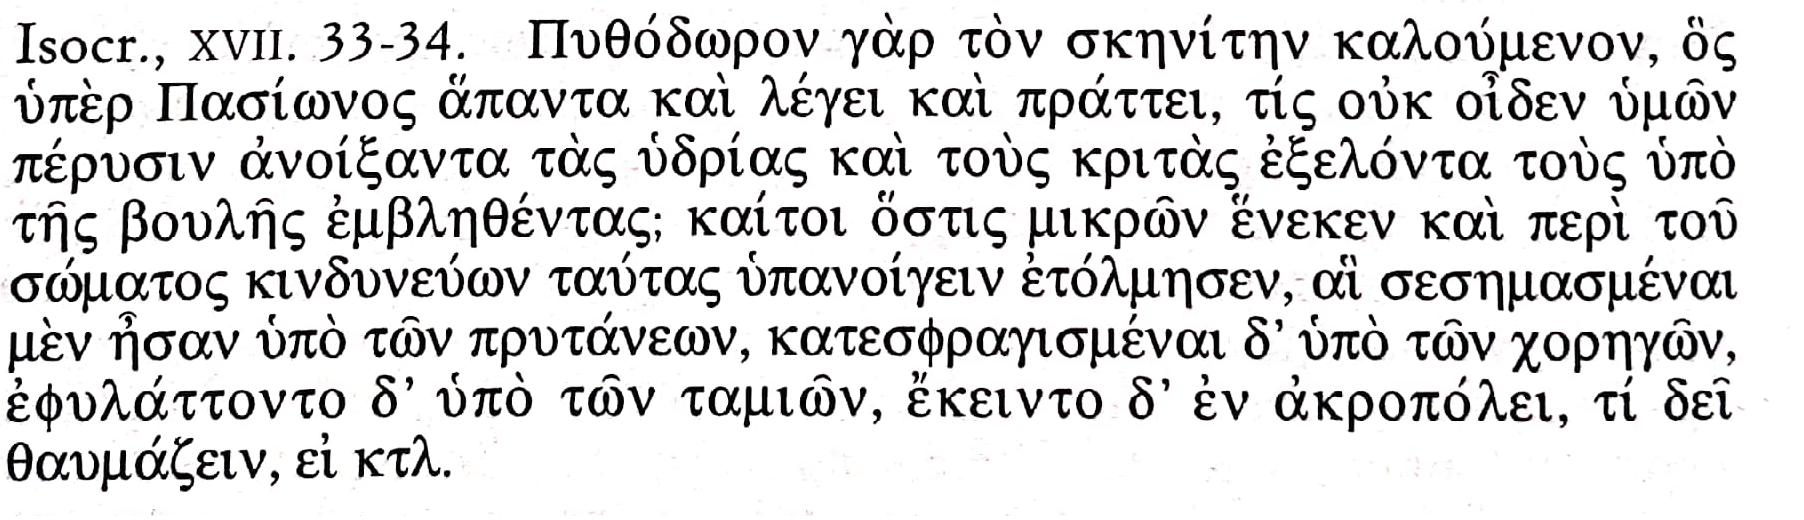 Isocr., XVII. 33-34. Πυθόδωρον γὰρ τὸν σκηνίτην καλούμενον, ὃς
ὑπὲρ Πασίωνος ἅπαντα καὶ λέγει καὶ πράττει, τίς οὐκ οἶδεν ὑμῶν
πέρυσιν ἀνοίξαντα τὰς ὑδρίας καὶ τοὺς κριτὰς ἐξελόντα τοὺς ὑπὸ
τῆς βουλῆς ἐμβληθέντας; καίτοι ὅστις μικρῶν ἕνεκεν καὶ περὶ τοῦ
σώματος κινδυνεύων ταύτας ὑπανοίγειν ἐτόλμησεν, αἳ σεσημασμέναι
μὲν ἦσαν ὑπὸ τῶν πρυτάνεων, κατεσφραγισμέναι δ’ ὑπὸ τῶν χορηγῶν,
ἐφυλάττοντο δ’ ὑπὸ τῶν ταμιῶν, ἔκειντο δ’ ἐν ἀκροπόλει, τί δεῖ
θαυμάζειν, εἰ κτλ.